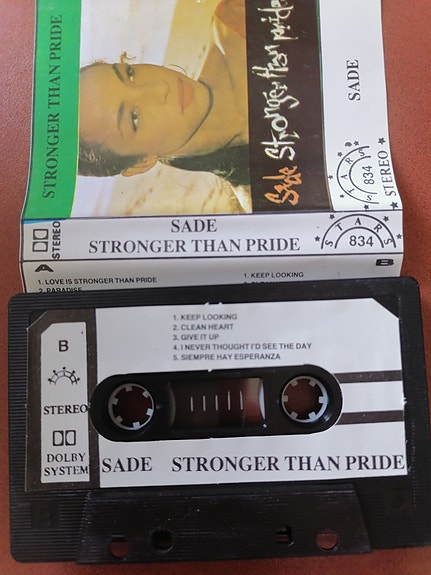 STRONGER THAN PRIDE
Sade Stronger than pride
SADE
STARS
834
STEREO
STEREO
SADE
STRONGER THAN PRIDE
STARS
834
A
B
1. LOVE IS STRONGER THAN PRIDE
2. PARADISE
1. KEEP LOOKING
B
STEREO
DOLBY
SYSTEM
1. KEEP LOOKING
2. CLEAN HEART
3. GIVE IT UP
4. I NEVER THOUGHT I'D SEE THE DAY
5. SIEMPRE HAY ESPERANZA
SADE STRONGER THAN PRIDE